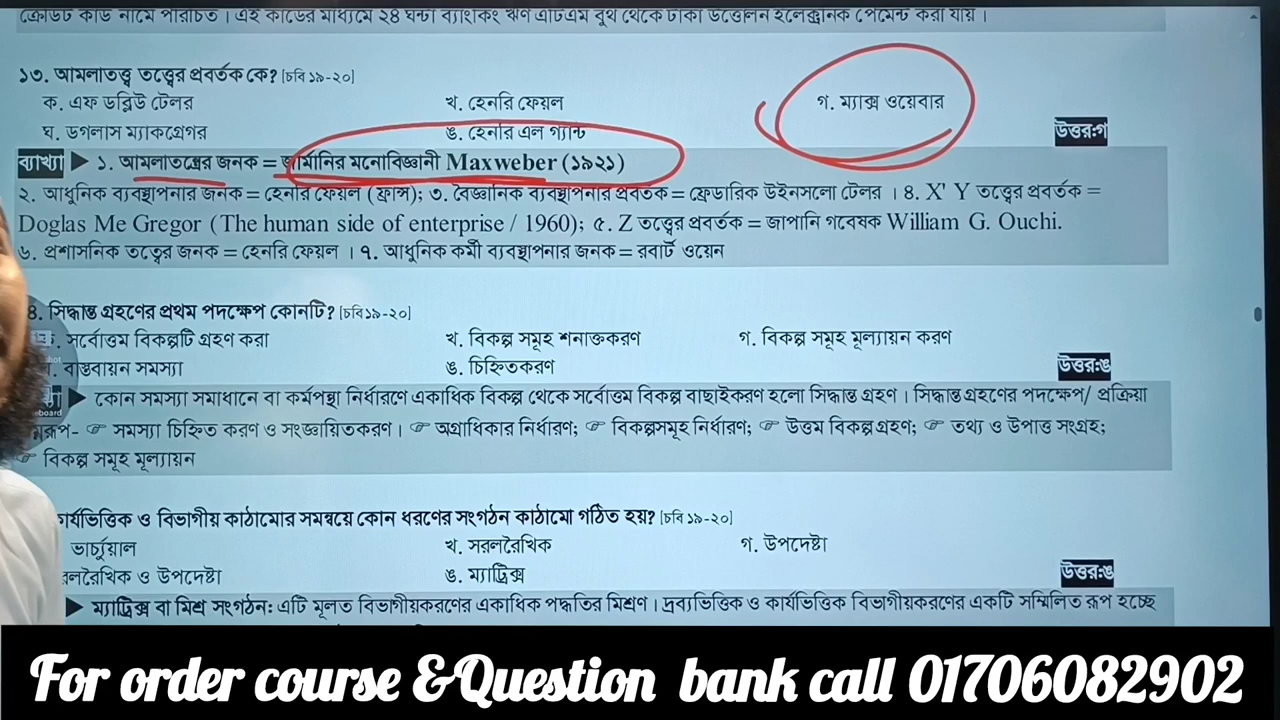 ক্রেডিট কার্ড নামে পরিচিত । এই কার্ডের মাধ্যমে ২৪ ঘন্টা ব্যাংকিং ঋণ এটিএম বুথ থেকে টাকা উত্তোলন ইলেক্ট্রনিক পেমেন্ট করা যায় ।
১৩. আমলাতত্ত্ব তত্ত্বের প্রবর্তক কে? [চবি ১৯-২০]
ক. এফ ডব্লিউ টেলর খ. হেনরি ফেয়ল গ. ম্যাক্স ওয়েবার
ঘ. ডগলাস ম্যাকগ্রেগর ঙ. হেনরি এল গ্যান্ট উত্তর:গ
ব্যাখ্যা ▶ ১. আমলাতন্ত্রের জনক = জার্মানির মনোবিজ্ঞানী Maxweber (১৯২১)
২. আধুনিক ব্যবস্থাপনার জনক = হেনরি ফেয়ল (ফ্রান্স); ৩. বৈজ্ঞানিক ব্যবস্থাপনার প্রবর্তক = ফ্রেডারিক উইনসলো টেলর । ৪. X' Y তত্ত্বের প্রবর্তক =
Doglas Me Gregor (The human side of enterprise / 1960); ৫. Z তত্ত্বের প্রবর্তক = জাপানি গবেষক William G. Ouchi.
৬. প্রশাসনিক তত্ত্বের জনক = হেনরি ফেয়ল । ৭. আধুনিক কর্মী ব্যবস্থাপনার জনক = রবার্ট ওয়েন
৪. সিদ্ধান্ত গ্রহণের প্রথম পদক্ষেপ কোনটি? [চবি ১৯-২০]
সর্বোত্তম বিকল্পটি গ্রহণ করা খ. বিকল্প সমূহ শনাক্তকরণ গ. বিকল্প সমূহ মূল্যায়ন করণ
বাস্তবায়ন সমস্যা ঙ. চিহ্নিতকরণ উত্তর:ঙ
▶ কোন সমস্যা সমাধানে বা কর্মপন্থা নির্ধারণে একাধিক বিকল্প থেকে সর্বোত্তম বিকল্প বাছাইকরণ হলো সিদ্ধান্ত গ্রহণ । সিদ্ধান্ত গ্রহণের পদক্ষেপ/ প্রক্রিয়া
☞ সমস্যা চিহ্নিত করণ ও সংজ্ঞায়িতকরণ । ☞ অগ্রাধিকার নির্ধারণ; ☞ বিকল্পসমূহ নির্ধারণ; ☞ উত্তম বিকল্প গ্রহণ; ☞ তথ্য ও উপাত্ত সংগ্রহ;
☞ বিকল্প সমূহ মূল্যায়ন
কার্যভিত্তিক ও বিভাগীয় কাঠামোর সমন্বয়ে কোন ধরণের সংগঠন কাঠামো গঠিত হয়? [চবি ১৯-২০]
ভার্চ্যুয়াল খ. সরলরৈখিক গ. উপদেষ্টা
রলরৈখিক ও উপদেষ্টা ঙ. ম্যাট্রিক্স উত্তর:ঙ
▶ ম্যাট্রিক্স বা মিশ্র সংগঠন: এটি মূলত বিভাগীয়করণের একাধিক পদ্ধতির মিশ্রণ । দ্রব্যভিত্তিক ও কার্যভিত্তিক বিভাগীয়করণের একটি সম্মিলিত রূপ হচ্ছে
For order course &Question bank call 01706082902